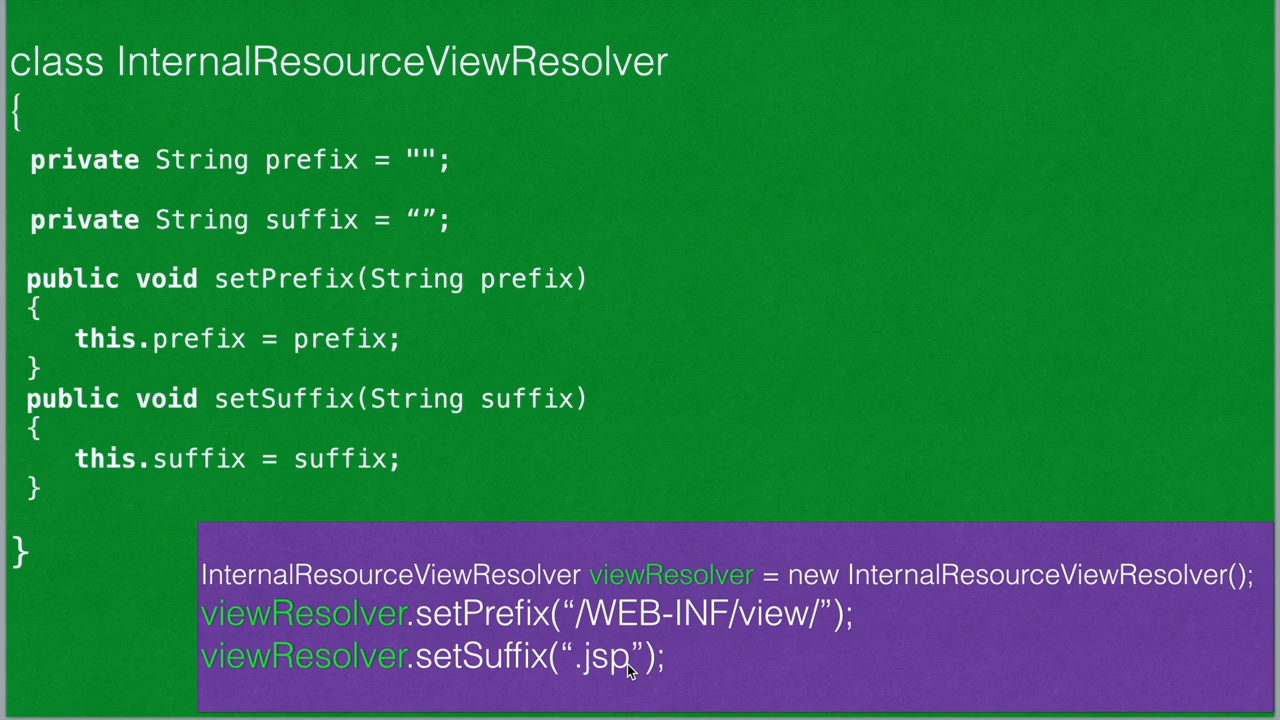 class InternalResourceViewResolver
{
private String prefix = "";
private String suffix = “”;
public void setPrefix(String prefix)
{
this.prefix = prefix;
}
public void setSuffix(String suffix)
{
this.suffix = suffix;
}
}
InternalResourceViewResolver viewResolver = new InternalResourceViewResolver();
viewResolver.setPrefix(“/WEB-INF/view/”);
viewResolver.setSuffix(“.jsp”);